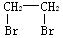 CH₂ CH₂
Br Br